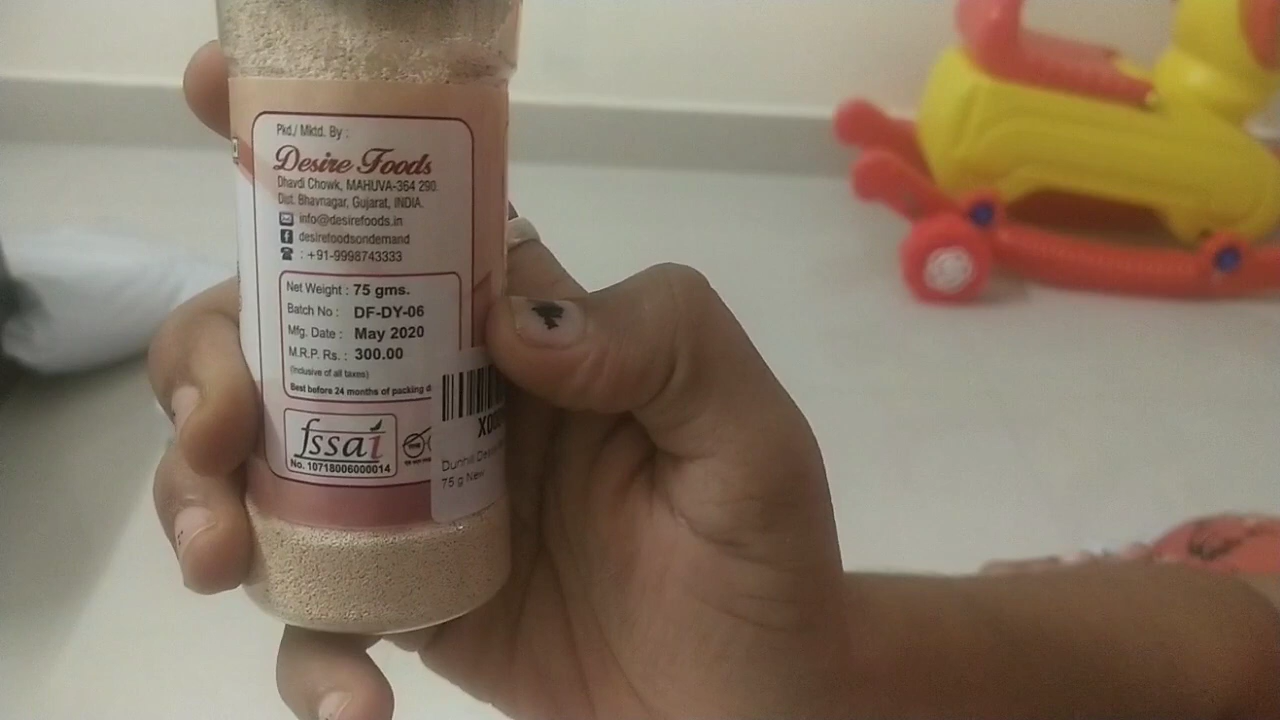 Pkd./ Mktd. By :
Desire Foods
Dhavdi Chowk, MAHUVA-364 290.
Dist. Bhavnagar, Gujarat, INDIA.
info@desirefoods.in
desirefoodsondemand
: +91-9998743333
Net Weight : 75 gms.
Batch No : DF-DY-06
Mfg. Date : May 2020
M.R.P. Rs. : 300.00
(Inclusive of all taxes)
Best before 24 months of packing
fssai
No. 10718006000014
Dunhill
75 g New